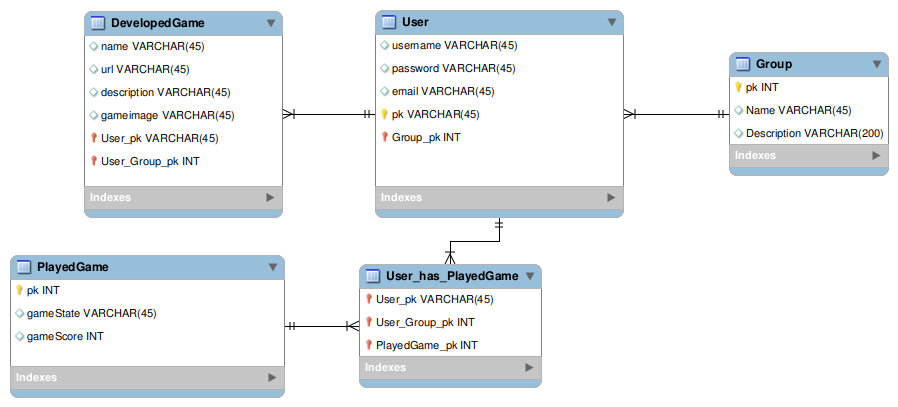 DevelopedGame
name VARCHAR(45)
url VARCHAR(45)
description VARCHAR(45)
gameimage VARCHAR(45)
User_pk VARCHAR(45)
User_Group_pk INT
Indexes
User
username VARCHAR(45)
password VARCHAR(45)
email VARCHAR(45)
pk VARCHAR(45)
Group_pk INT
Indexes
Group
pk INT
Name VARCHAR(45)
Description VARCHAR(200)
Indexes
PlayedGame
pk INT
gameState VARCHAR(45)
gameScore INT
Indexes
User_has_PlayedGame
User_pk VARCHAR(45)
User_Group_pk INT
PlayedGame_pk INT
Indexes